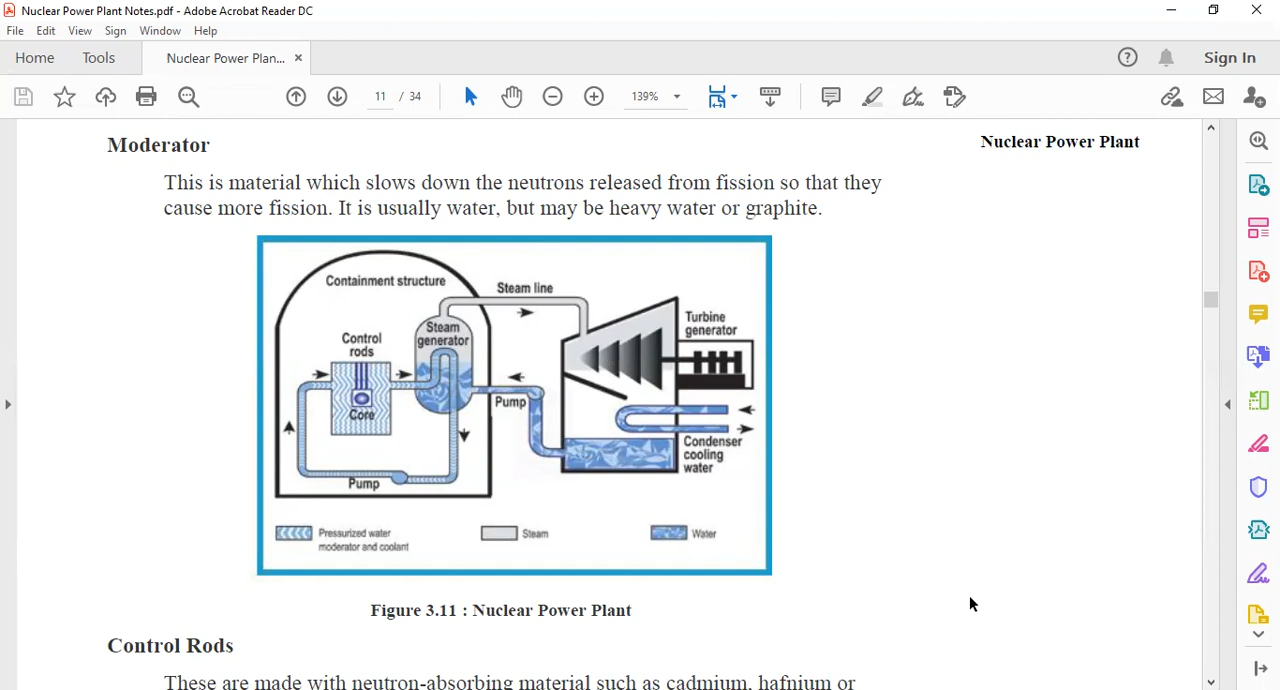 Nuclear Power Plant Notes.pdf - Adobe Acrobat Reader DC
File Edit View Sign Window Help
Home Tools Nuclear Power Plan... Sign In
11 / 34 139%
Nuclear Power Plant
Moderator
This is material which slows down the neutrons released from fission so that they
cause more fission. It is usually water, but may be heavy water or graphite.
Containment structure
Steam line
Control
rods
Steam
generator
Turbine
generator
Core
Pump
Pump
Condenser
cooling
water
Pressurized water
moderator and coolant
Steam
Water
Figure 3.11 : Nuclear Power Plant
Control Rods
These are made with neutron-absorbing material such as cadmium, hafnium or